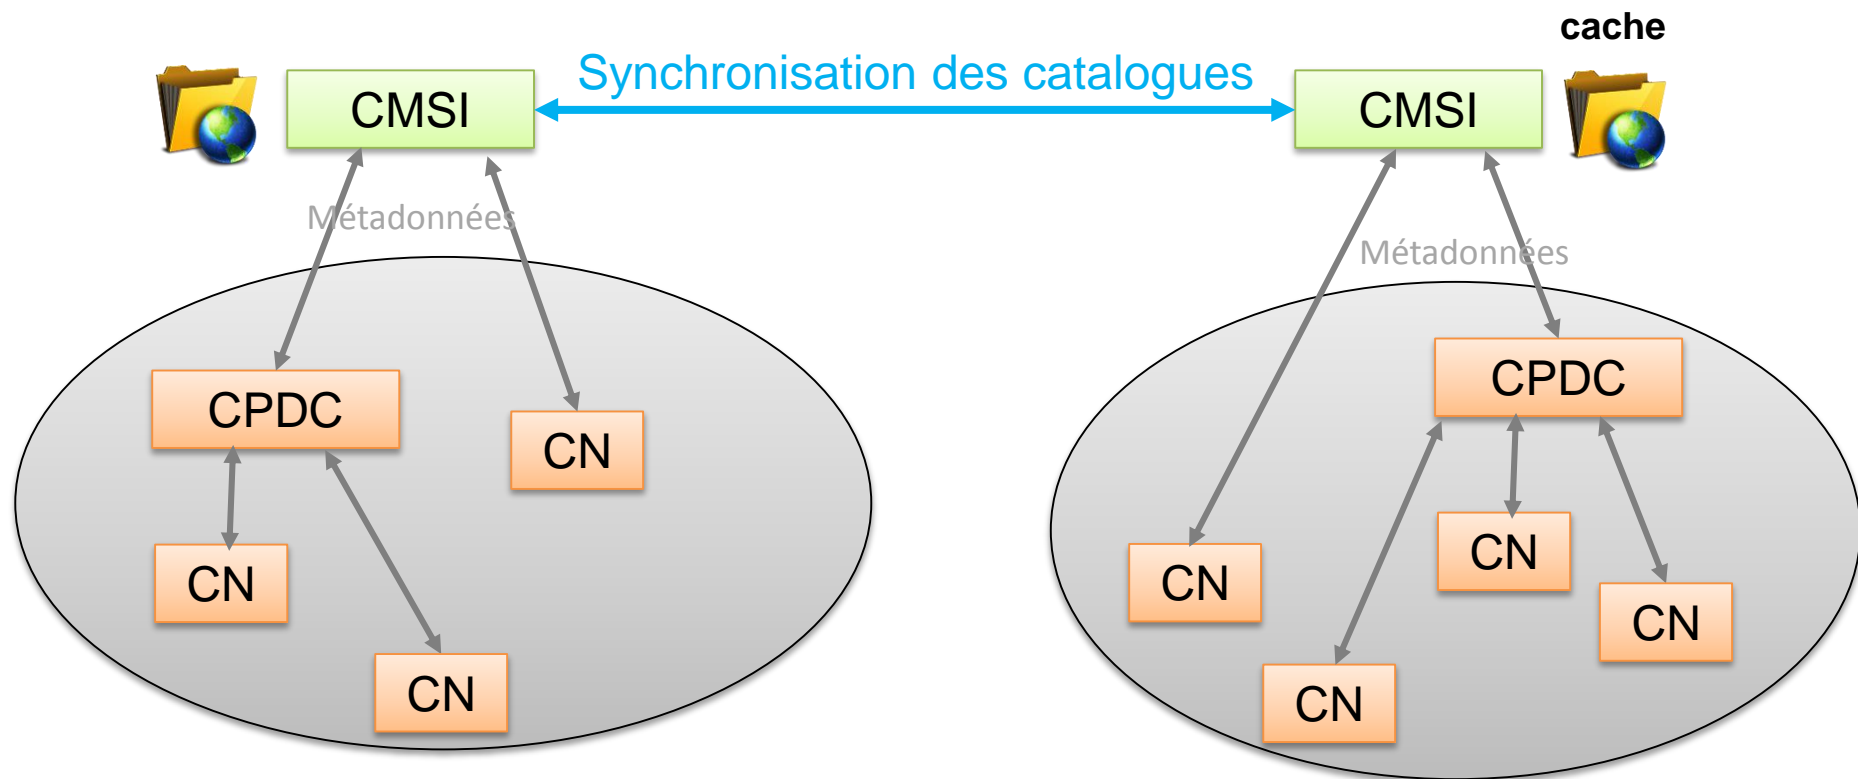 cache
Synchronisation des catalogues
CMSI
CMSI
Métadonnées
Métadonnées
CPDC
CPDC
CN
CN
CN
CN
CN
CN
CN